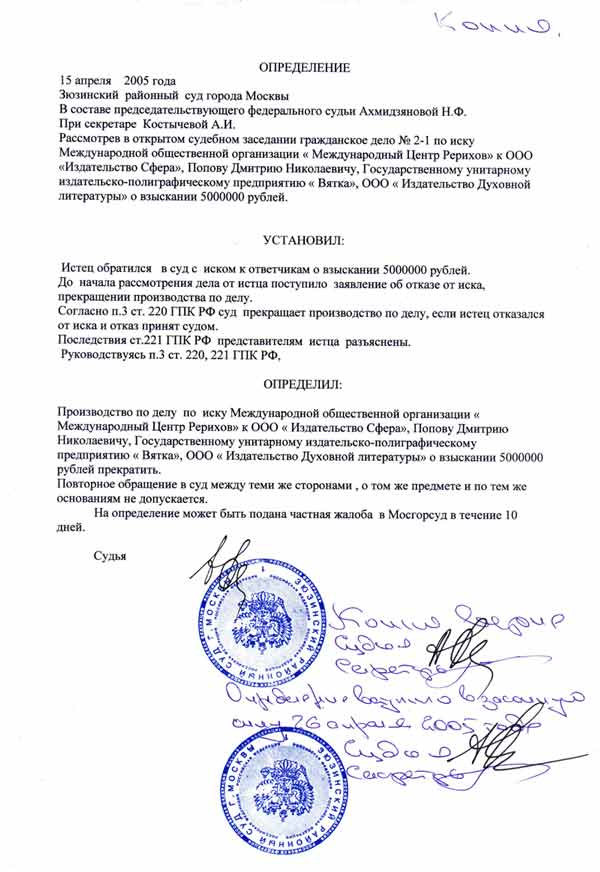 Копия.
ОПРЕДЕЛЕНИЕ
15 апреля 2005 года
Зюзинский районный суд города Москвы
В составе председательствующего федерального судьи Ахмидзяновой Н.Ф.
При секретаре Костычевой А.И.
Рассмотрев в открытом судебном заседании гражданское дело № 2-1 по иску
Международной общественной организации « Международный Центр Рерихов» к ООО
«Издательство Сфера», Попову Дмитрию Николаевичу, Государственному унитарному
издательско-полиграфическому предприятию « Вятка», ООО « Издательство Духовной
литературы» о взыскании 5000000 рублей.
УСТАНОВИЛ:
Истец обратился в суд с иском к ответчикам о взыскании 5000000 рублей.
До начала рассмотрения дела от истца поступило заявление об отказе от иска,
прекращении производства по делу.
Согласно п.3 ст. 220 ГПК РФ суд прекращает производство по делу, если истец отказался
от иска и отказ принят судом.
Последствия ст.221 ГПК РФ представителям истца разъяснены.
Руководствуясь п.3 ст. 220, 221 ГПК РФ,
ОПРЕДЕЛИЛ:
Производство по делу по иску Международной общественной организации «
Международный Центр Рерихов» к ООО « Издательство Сфера», Попову Дмитрию
Николаевичу, Государственному унитарному издательско-полиграфическому
предприятию « Вятка», ООО « Издательство Духовной литературы» о взыскании 5000000
рублей прекратить.
Повторное обращение в суд между теми же сторонами , о том же предмете и по тем же
основаниям не допускается.
На определение может быть подана частная жалоба в Мосгорсуд в течение 10
дней.
Судья
ЗЮЗИНСКИЙ РАЙОННЫЙ СУД Г. МОСКВЫ
Копия верна
Судья
Секретарь
Определение вступило в законную
силу 26 апреля 2005 года
Судья
Секретарь
ЗЮЗИНСКИЙ РАЙОННЫЙ СУД Г. МОСКВЫ